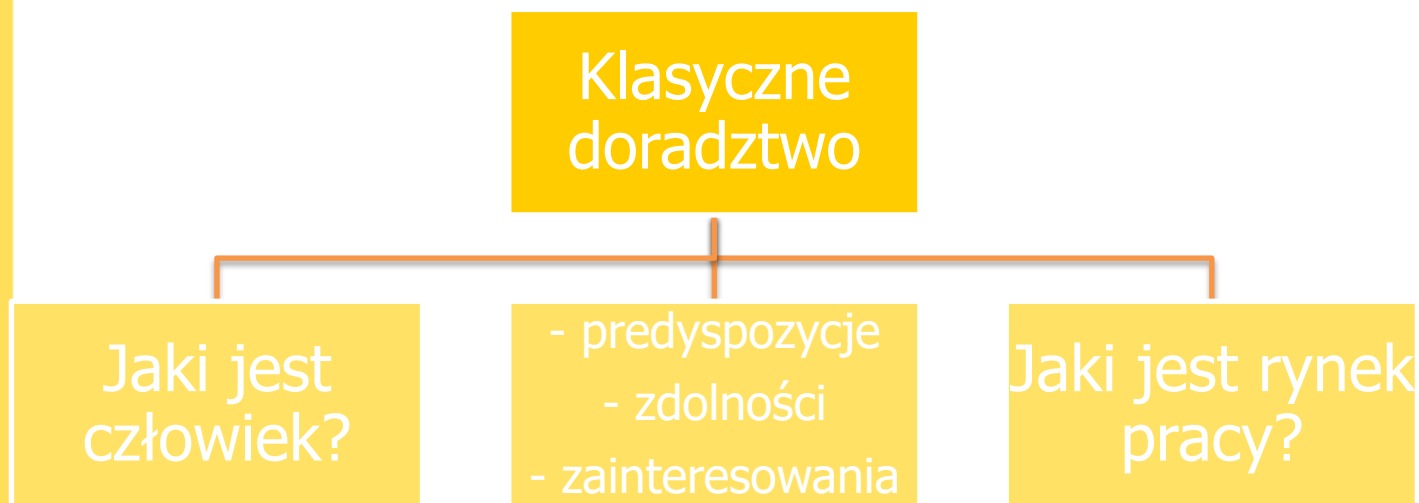 Klasyczne
doradztwo
Jaki jest
człowiek?
- predyspozycje
- zdolności
- zainteresowania
Jaki jest rynek
pracy?